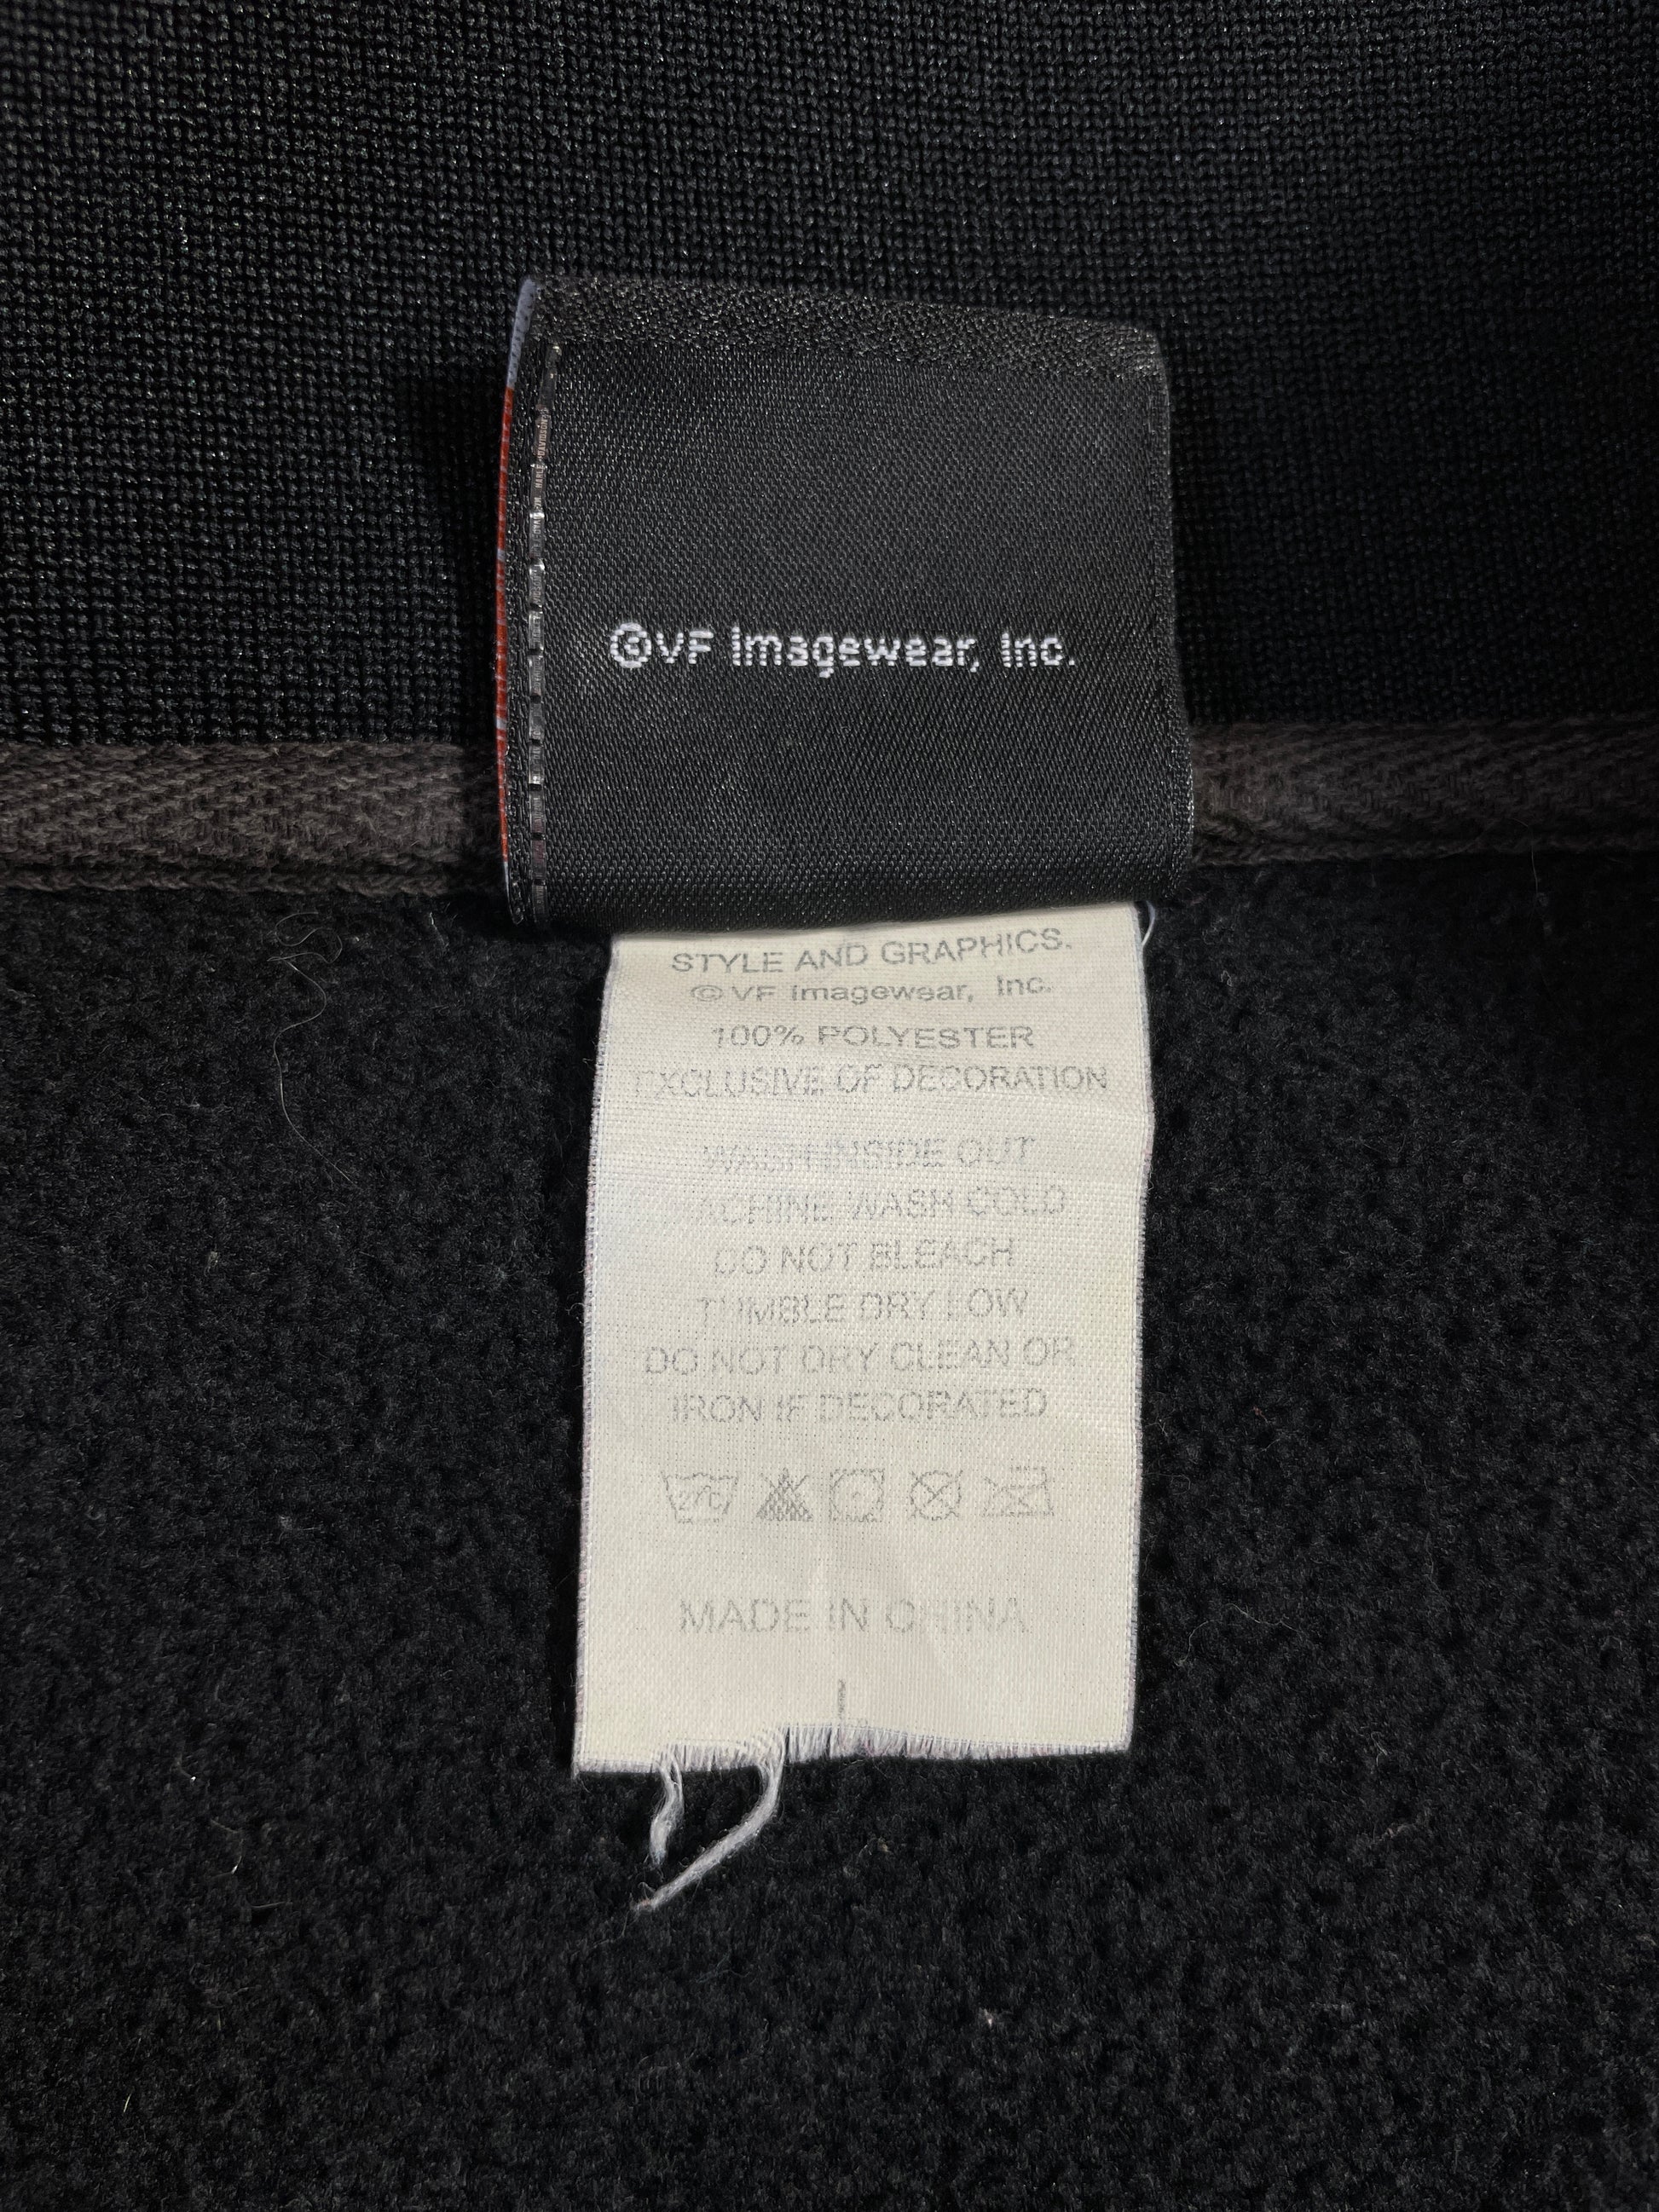 ©VF Imagewear, Inc.
STYLE AND GRAPHICS.
© VF Imagewear, Inc.
100% POLYESTER
EXCLUSIVE OF DECORATION
WASH INSIDE OUT
MACHINE WASH COLD
DO NOT BLEACH
TUMBLE DRY LOW
DO NOT DRY CLEAN OR
IRON IF DECORATED
MADE IN CHINA